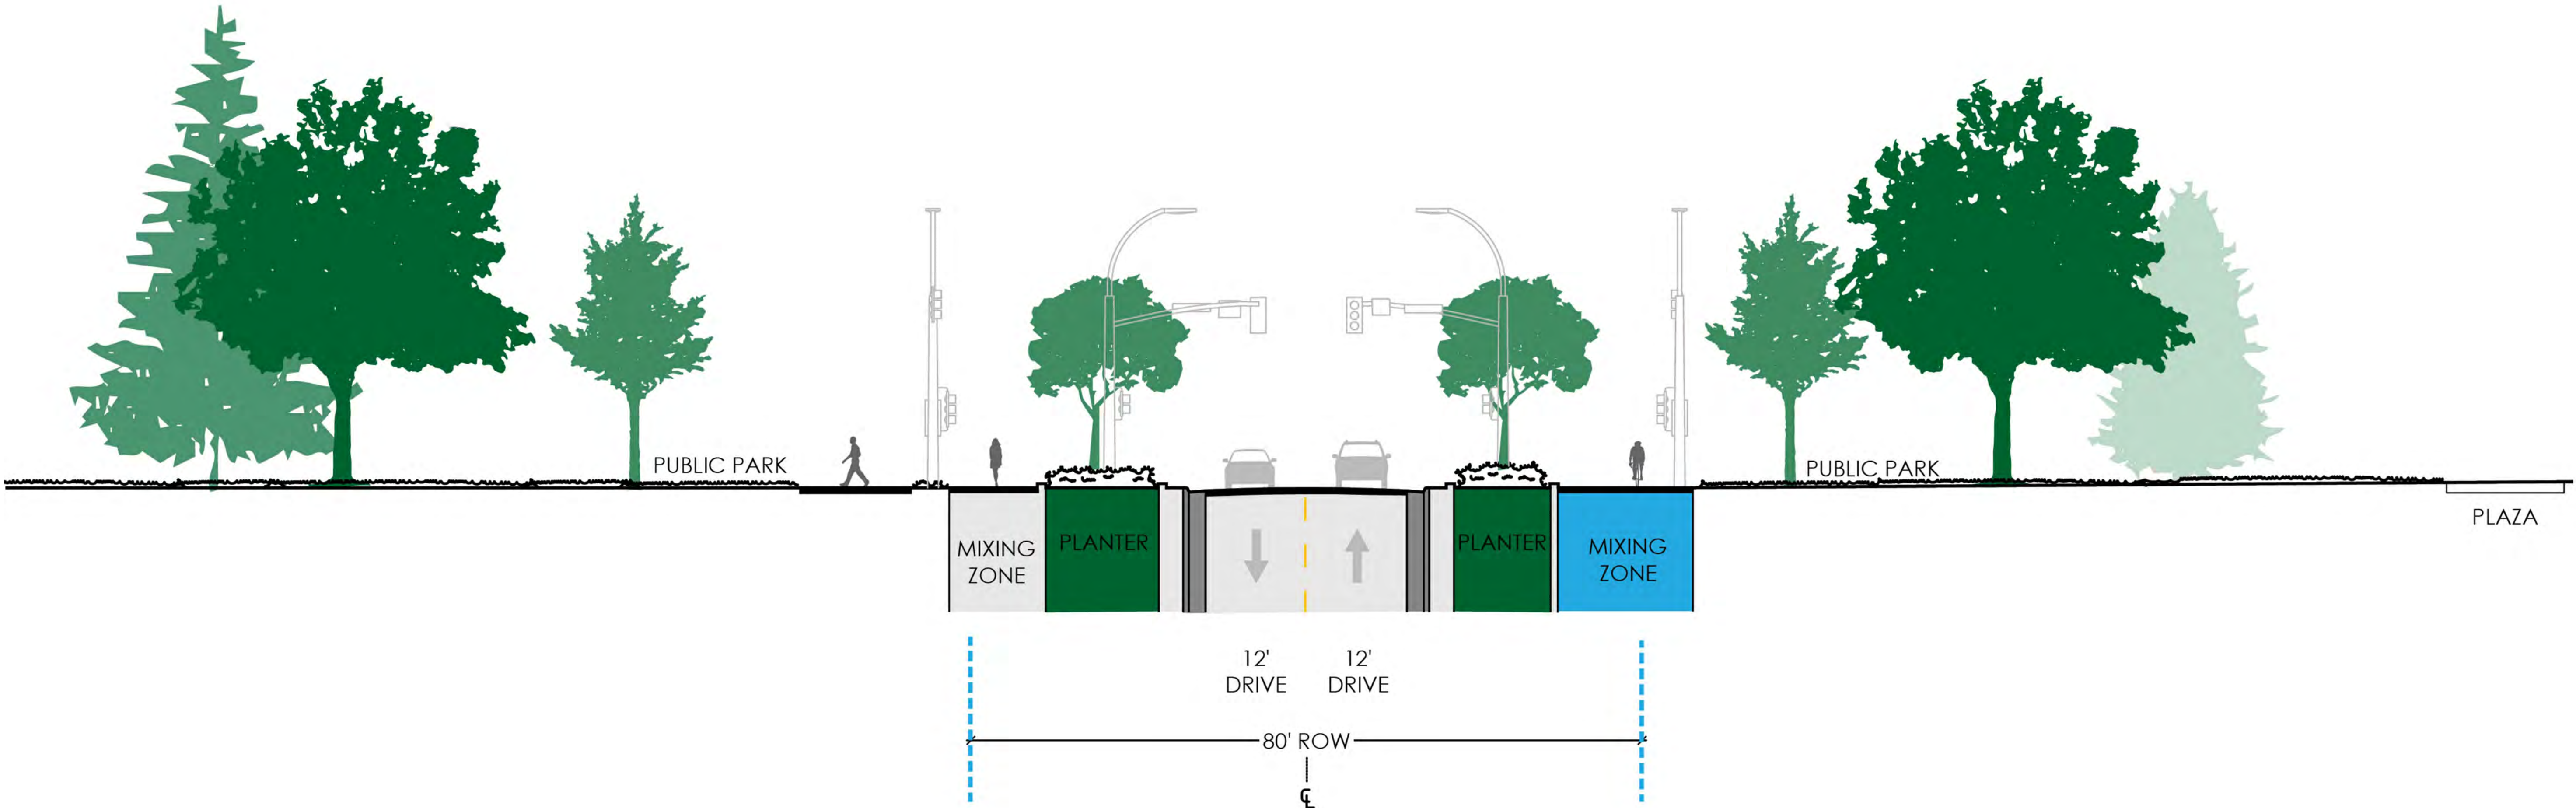 PUBLIC PARK
PUBLIC PARK
PLAZA
MIXING
ZONE
PLANTER
PLANTER
MIXING
ZONE
12'
DRIVE
12'
DRIVE
80' ROW
℄